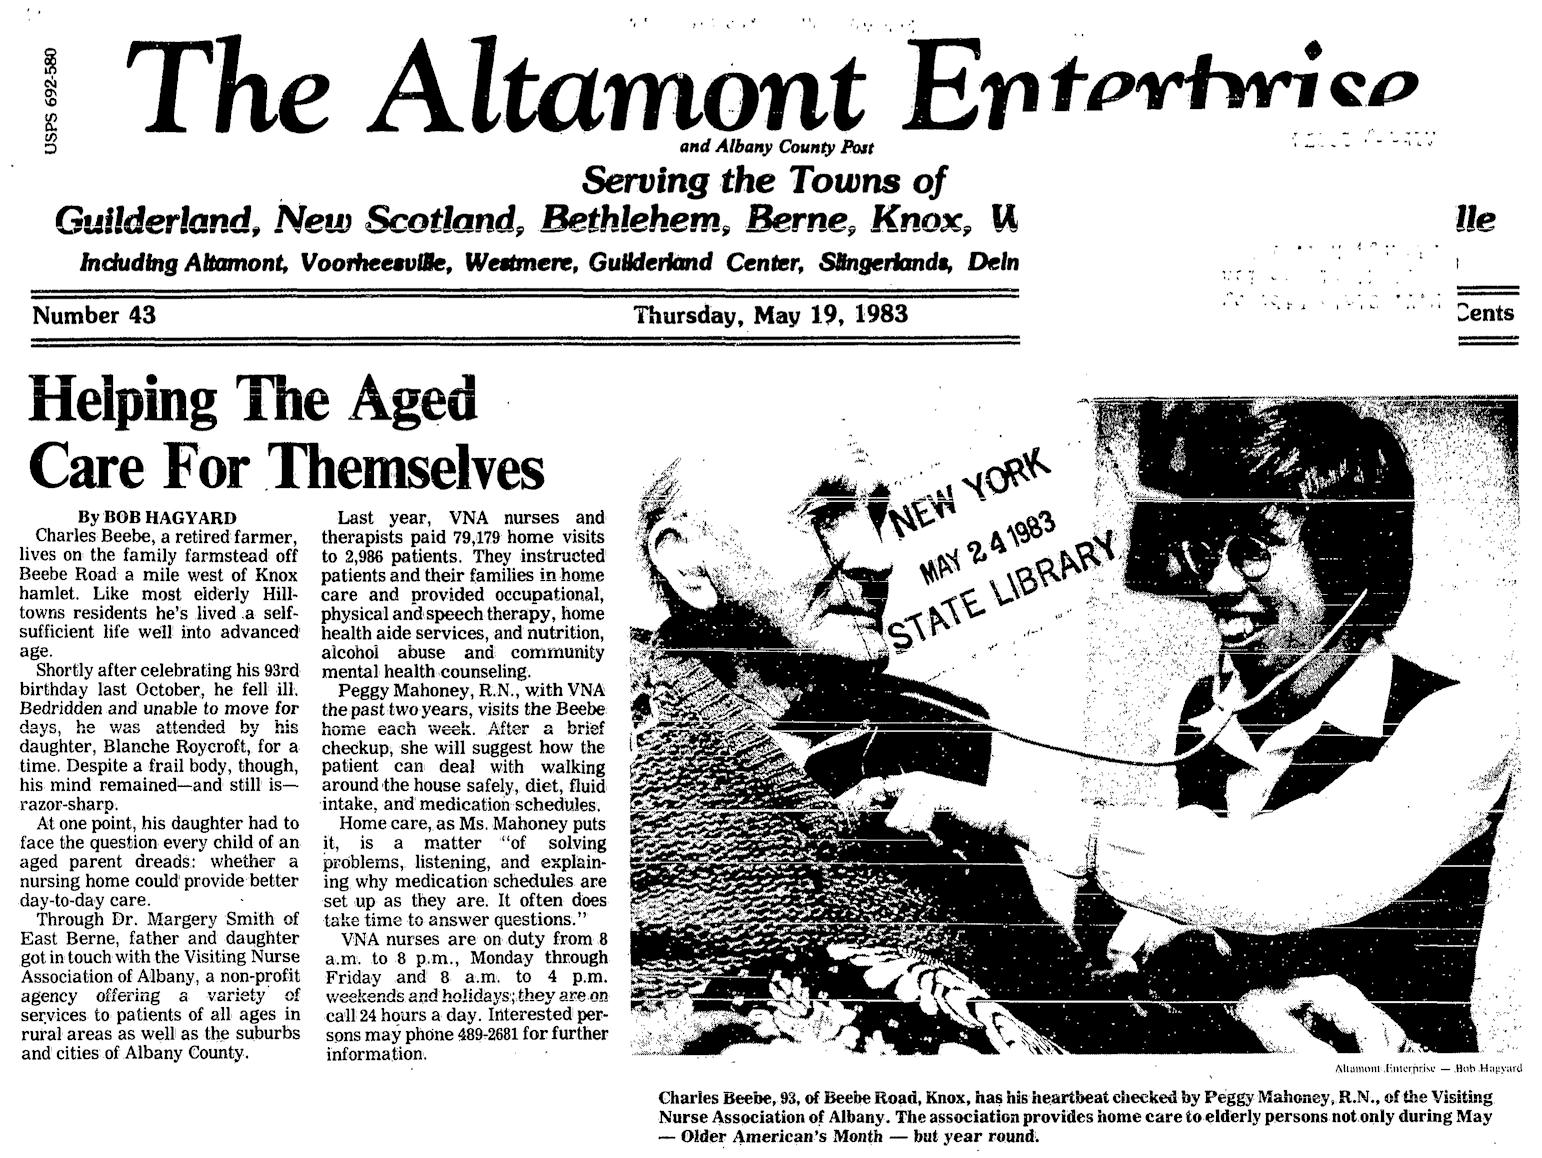 USPS 692-580
The Altamont Enterprise
and Albany County Post
Serving the Towns of
Guilderland, New Scotland, Bethlehem, Berne, Knox, W lle
Including Altamont, Voorheesville, Westmere, Guilderland Center, Slingerlands, Deln
Number 43
Thursday, May 19, 1983
Cents
Helping The Aged
Care For Themselves
By BOB HAGYARD
Charles Beebe, a retired farmer,
lives on the family farmstead off
Beebe Road a mile west of Knox
hamlet. Like most elderly Hill-
towns residents he's lived a self-
sufficient life well into advanced
age.
Shortly after celebrating his 93rd
birthday last October, he fell ill.
Bedridden and unable to move for
days, he was attended by his
daughter, Blanche Roycroft, for a
time. Despite a frail body, though,
his mind remained—and still is—
razor-sharp.
At one point, his daughter had to
face the question every child of an
aged parent dreads: whether a
nursing home could provide better
day-to-day care.
Through Dr. Margery Smith of
East Berne, father and daughter
got in touch with the Visiting Nurse
Association of Albany, a non-profit
agency offering a variety of
services to patients of all ages in
rural areas as well as the suburbs
and cities of Albany County.
Last year, VNA nurses and
therapists paid 79,179 home visits
to 2,986 patients. They instructed
patients and their families in home
care and provided occupational,
physical and speech therapy, home
health aide services, and nutrition,
alcohol abuse and community
mental health counseling.
Peggy Mahoney, R.N., with VNA
the past two years, visits the Beebe
home each week. After a brief
checkup, she will suggest how the
patient can deal with walking
around the house safely, diet, fluid
intake, and medication schedules.
Home care, as Ms. Mahoney puts
it, is a matter "of solving
problems, listening, and explain-
ing why medication schedules are
set up as they are. It often does
take time to answer questions."
VNA nurses are on duty from 8
a.m. to 8 p.m., Monday through
Friday and 8 a.m. to 4 p.m.
weekends and holidays; they are on
call 24 hours a day. Interested per-
sons may phone 489-2681 for further
information.
NEW YORK
MAY 24 1983
STATE LIBRARY
Altamont Enterprise — Bob Hagyard
Charles Beebe, 93, of Beebe Road, Knox, has his heartbeat checked by Peggy Mahoney, R.N., of the Visiting
Nurse Association of Albany. The association provides home care to elderly persons not only during May
— Older American's Month — but year round.